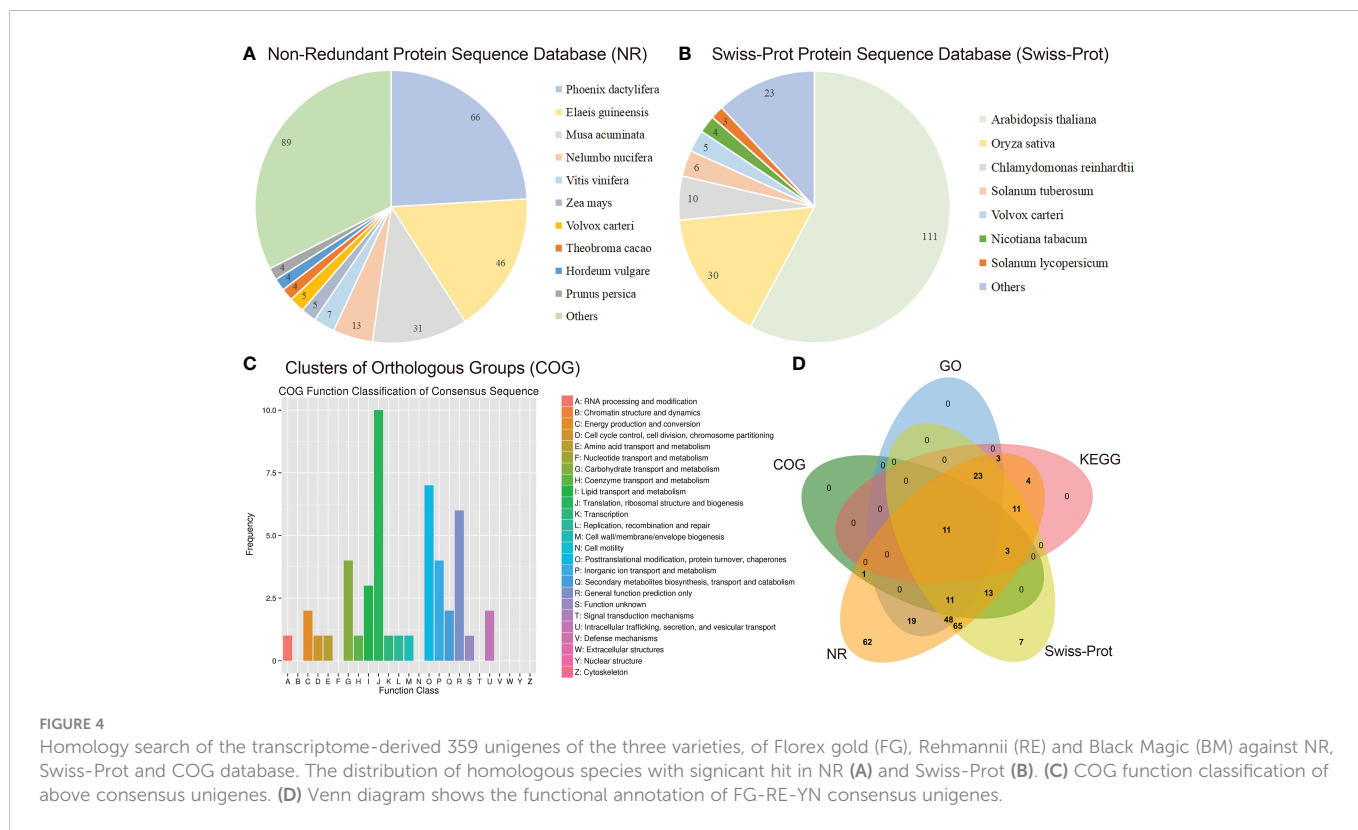 A Non-Redundant Protein Sequence Database (NR)
66
46
31
13
7
5
5
4
4
4
89
Phoenix dactylifera
Elaeis guineensis
Musa acuminata
Nelumbo nucifera
Vitis vinifera
Zea mays
Volvox carteri
Theobroma cacao
Hordeum vulgare
Prunus persica
Others
B Swiss-Prot Protein Sequence Database (Swiss-Prot)
111
30
10
6
5
4
3
23
Arabidopsis thaliana
Oryza sativa
Chlamydomonas reinhardtii
Solanum tuberosum
Volvox carteri
Nicotiana tabacum
Solanum lycopersicum
Others
C Clusters of Orthologous Groups (COG)
COG Function Classification of Consensus Sequence
10.0
7.5
5.0
2.5
0
Frequency
A B C D E F G H I J K L M N O P Q R S T U V W Y Z
Function Class
A: RNA processing and modification
B: Chromatin structure and dynamics
C: Energy production and conversion
D: Cell cycle control, cell division, chromosome partitioning
E: Amino acid transport and metabolism
F: Nucleotide transport and metabolism
G: Carbohydrate transport and metabolism
H: Coenzyme transport and metabolism
I: Lipid transport and metabolism
J: Translation, ribosomal structure and biogenesis
K: Transcription
L: Replication, recombination and repair
M: Cell wall/membrane/envelope biogenesis
N: Cell motility
O: Posttranslational modification, protein turnover, chaperones
P: Inorganic ion transport and metabolism
Q: Secondary metabolites biosynthesis, transport and catabolism
R: General function prediction only
S: Function unknown
T: Signal transduction mechanisms
U: Intracellular trafficking, secretion, and vesicular transport
V: Defense mechanisms
W: Extracellular structures
Y: Nuclear structure
Z: Cytoskeleton
D
GO
0
0
0
0 0
0
3
KEGG
COG
0
0
23
4
0
0
0
11
0
11
0
3
0
0
0
1
0
0
11
13
0
19
48
65
62
7
NR
Swiss-Prot
FIGURE 4
Homology search of the transcriptome-derived 359 unigenes of the three varieties, of Florex gold (FG), Rehmannii (RE) and Black Magic (BM) against NR,
Swiss-Prot and COG database. The distribution of homologous species with signicant hit in NR (A) and Swiss-Prot (B). (C) COG function classification of
above consensus unigenes. (D) Venn diagram shows the functional annotation of FG-RE-YN consensus unigenes.